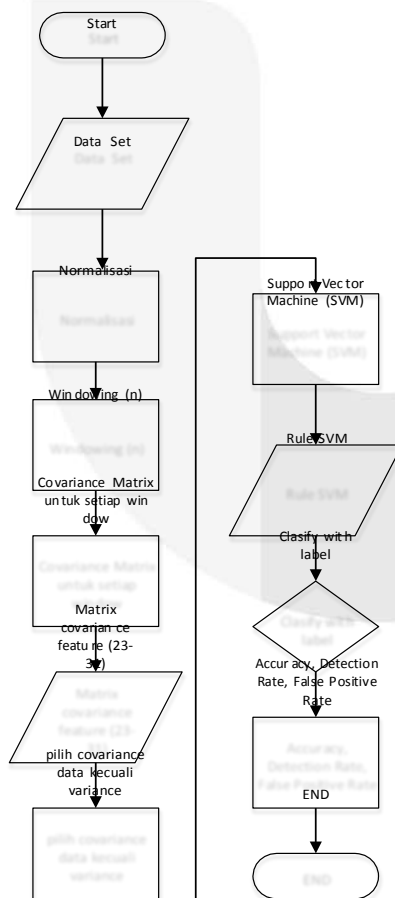 Start
Start
Data Set
Data Set
Normalisasi
Normalisasi
Windowing (n)
Windowing (n)
Covariance Matrix
untuk setiap win
dow
Covariance Matrix
untuk setiap
Matrix
covariance
feature (23-
Matrix
covariance
feature (23-
pilih covariance
data kecuali
variance
pilih covariance
data kecuali
variance
Support Vector
Machine (SVM)
Support Vector
Machine (SVM)
Rule SVM
Rule SVM
Clasify with
label
Clasify with
label
Accuracy, Detection
Rate, False Positive
Rate
Accuracy,
Detection Rate,
False Positive Rate
END
END